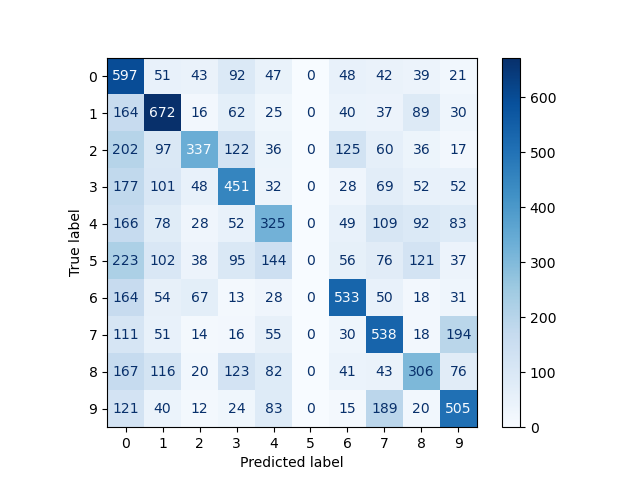 0 597 51 43 92 47 0 48 42 39 21
1 164 672 16 62 25 0 40 37 89 30
2 202 97 337 122 36 0 125 60 36 17
3 177 101 48 451 32 0 28 69 52 52
4 166 78 28 52 325 0 49 109 92 83
5 223 102 38 95 144 0 56 76 121 37
6 164 54 67 13 28 0 533 50 18 31
7 111 51 14 16 55 0 30 538 18 194
8 167 116 20 123 82 0 41 43 306 76
9 121 40 12 24 83 0 15 189 20 505
0 1 2 3 4 5 6 7 8 9
Predicted label
True label
600
500
400
300
200
100
0